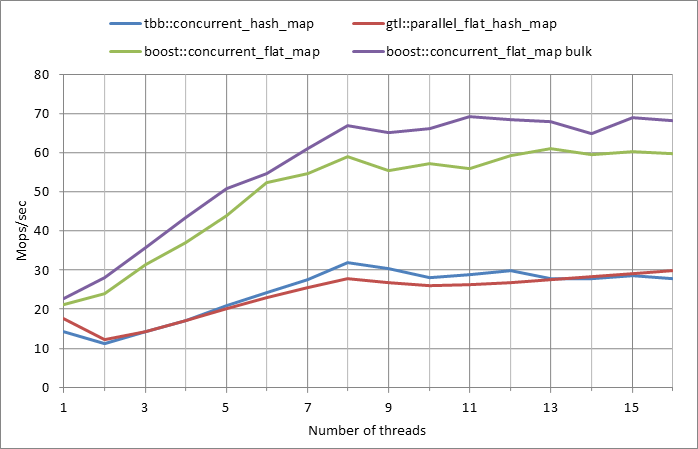 tbb::concurrent_hash_map gtl::parallel_flat_hash_map
boost::concurrent_flat_map boost::concurrent_flat_map bulk
80
70
60
50
40
30
20
10
0
Mops/sec
1 3 5 7 9 11 13 15
Number of threads